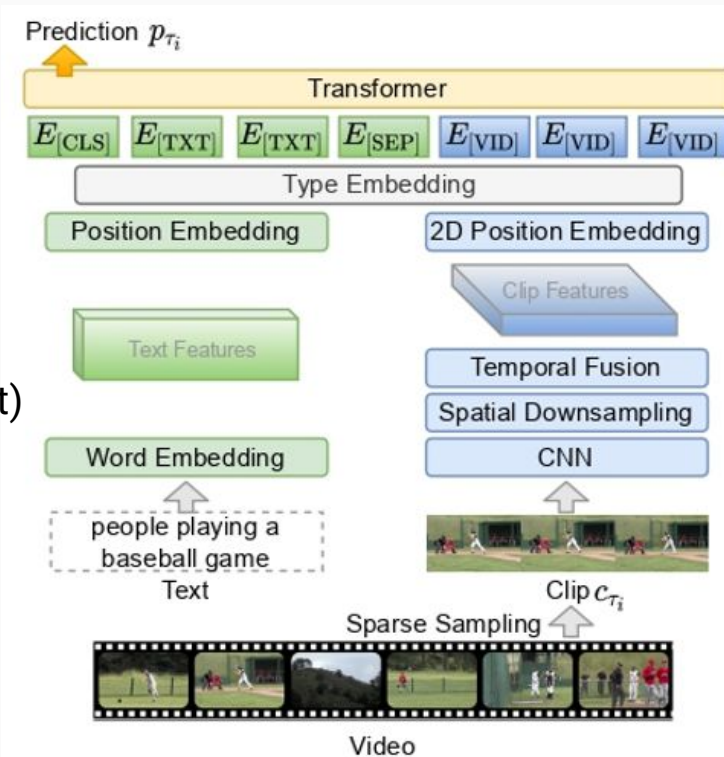 Prediction p_{τ_i}
Transformer
E_{[CLS]} E_{[TXT]} E_{[TXT]} E_{[SEP]} E_{[VID]} E_{[VID]} E_{[VID]}
Type Embedding
Position Embedding
2D Position Embedding
Clip Features
Text Features
Temporal Fusion
t)
Spatial Downsampling
Word Embedding
CNN
people playing a
baseball game
Text
Clip c_{τ_i}
Sparse Sampling
Video